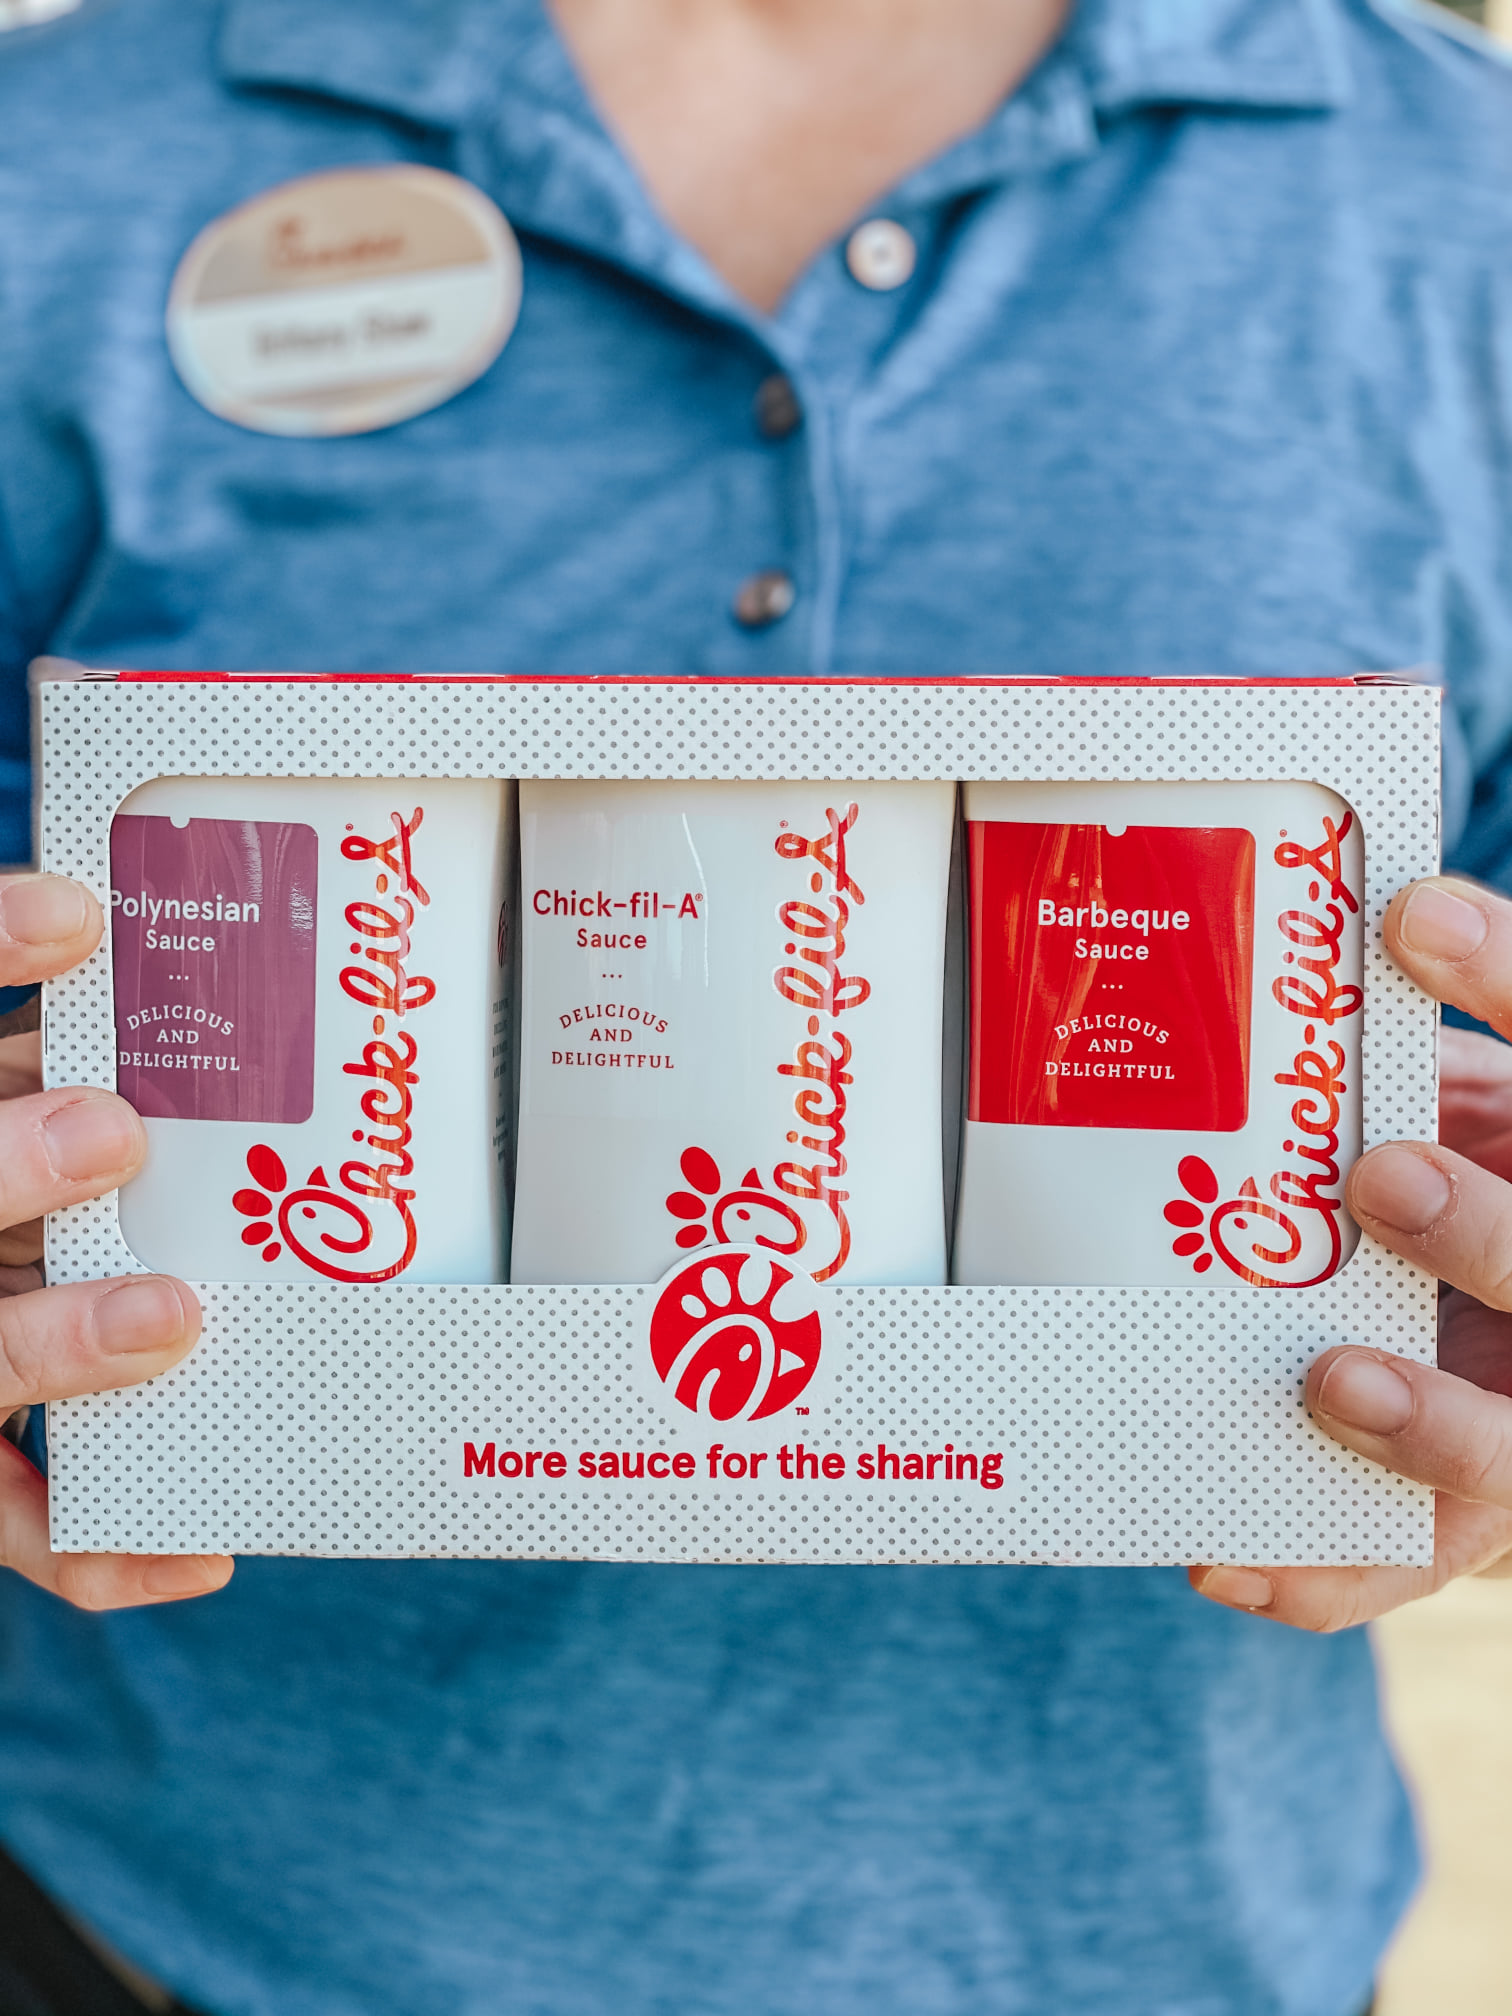 Polynesian
Sauce
...
DELICIOUS
AND
DELIGHTFUL
Chick-fil-A®
Chick-fil-A®
Sauce
...
DELICIOUS
AND
DELIGHTFUL
Chick-fil-A®
Barbeque
Sauce
...
DELICIOUS
AND
DELIGHTFUL
Chick-fil-A®
TM
More sauce for the sharing